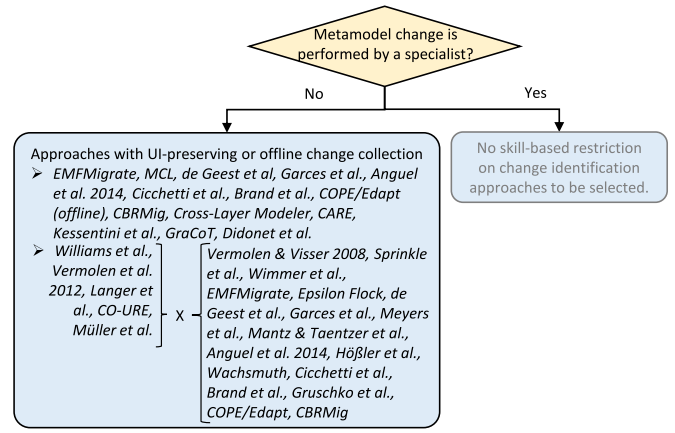 Metamodel change is
performed by a specialist?
No
Yes
Approaches with UI-preserving or offline change collection
➢ EMFMigrate, MCL, de Geest et al, Garces et al., Anguel
et al. 2014, Cicchetti et al., Brand et al., COPE/Edapt
(offline), CBRMig, Cross-Layer Modeler, CARE,
Kessentini et al., GraCoT, Didonet et al.
➢ Williams et al.,
Vermolen et al.
2012, Langer et
al., CO-URE,
Müller et al.
X
Vermolen & Visser 2008, Sprinkle
et al., Wimmer et al.,
EMFMigrate, Epsilon Flock, de
Geest et al., Garces et al., Meyers
et al., Mantz & Taentzer et al.,
Anguel et al. 2014, Hößler et al.,
Wachsmuth, Cicchetti et al.,
Brand et al., Gruschko et al.,
COPE/Edapt, CBRMig
No skill-based restriction
on change identification
approaches to be selected.